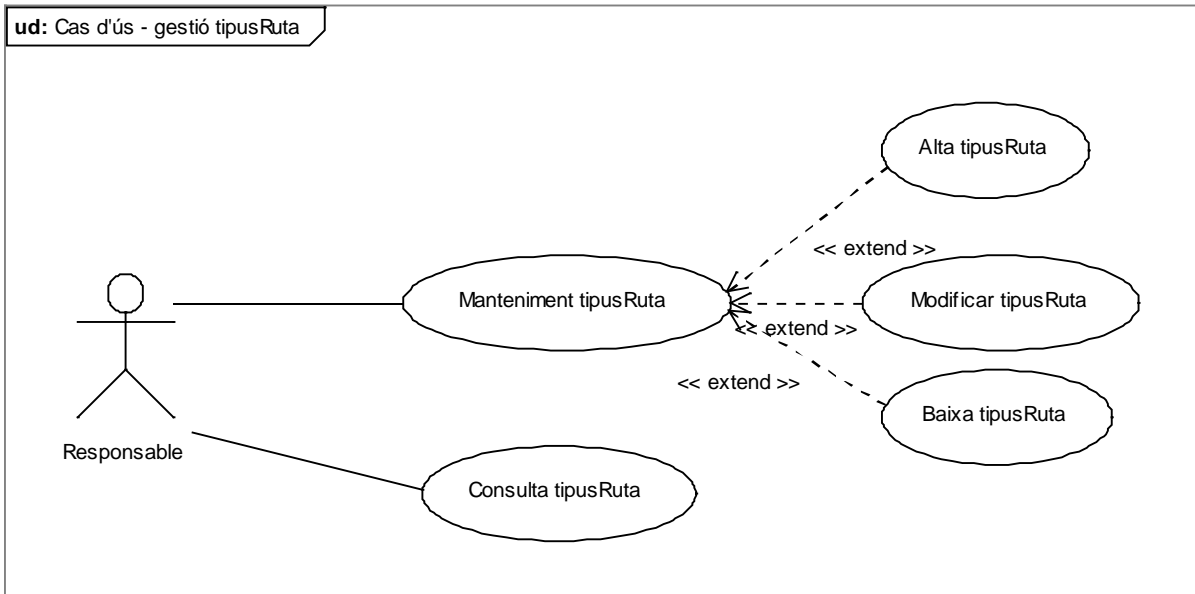 ud: Cas d'ús - gestió tipusRuta
Alta tipusRuta
<< extend >>
Manteniment tipusRuta
Modificar tipusRuta
<< extend >>
<< extend >>
Baixa tipusRuta
Responsable
Consulta tipusRuta